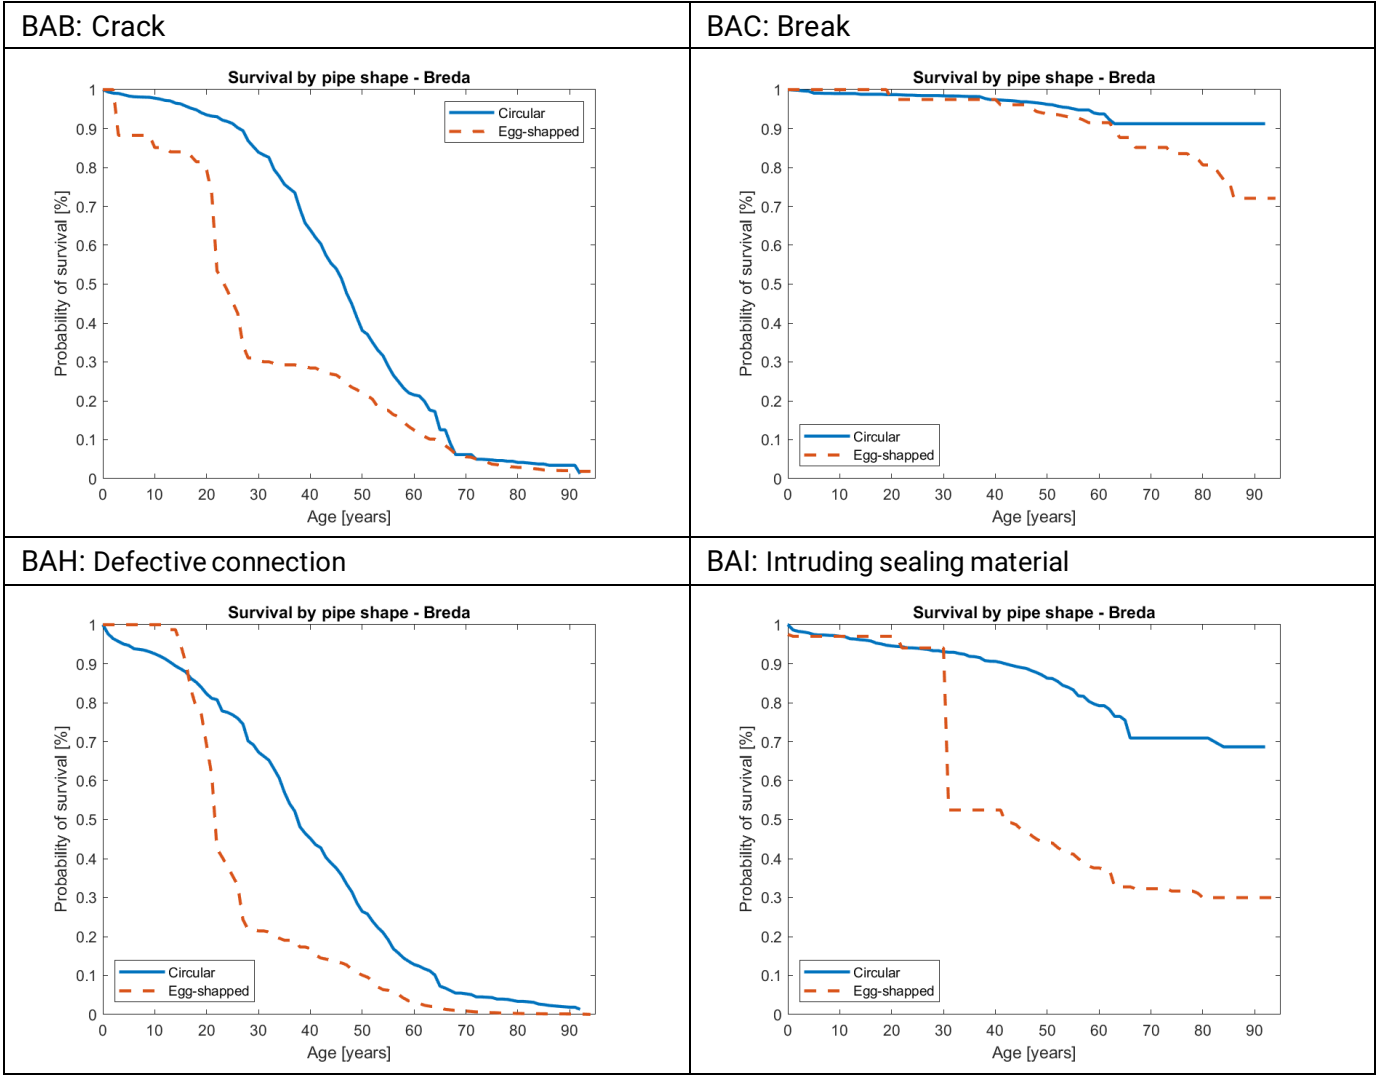 BAB: Crack
BAC: Break
Survival by pipe shape - Breda
1
0.9
0.8
0.7
0.6
0.5
0.4
0.3
0.2
0.1
0
Probability of survival [%]
0 10 20 30 40 50 60 70 80 90
Age [years]
Circular
Egg-shapped
Survival by pipe shape - Breda
1
0.9
0.8
0.7
0.6
0.5
0.4
0.3
0.2
0.1
0
Probability of survival [%]
0 10 20 30 40 50 60 70 80 90
Age [years]
Circular
Egg-shapped
BAH: Defective connection
BAI: Intruding sealing material
Survival by pipe shape - Breda
1
0.9
0.8
0.7
0.6
0.5
0.4
0.3
0.2
0.1
0
Probability of survival [%]
0 10 20 30 40 50 60 70 80 90
Age [years]
Circular
Egg-shapped
Survival by pipe shape - Breda
1
0.9
0.8
0.7
0.6
0.5
0.4
0.3
0.2
0.1
0
Probability of survival [%]
0 10 20 30 40 50 60 70 80 90
Age [years]
Circular
Egg-shapped